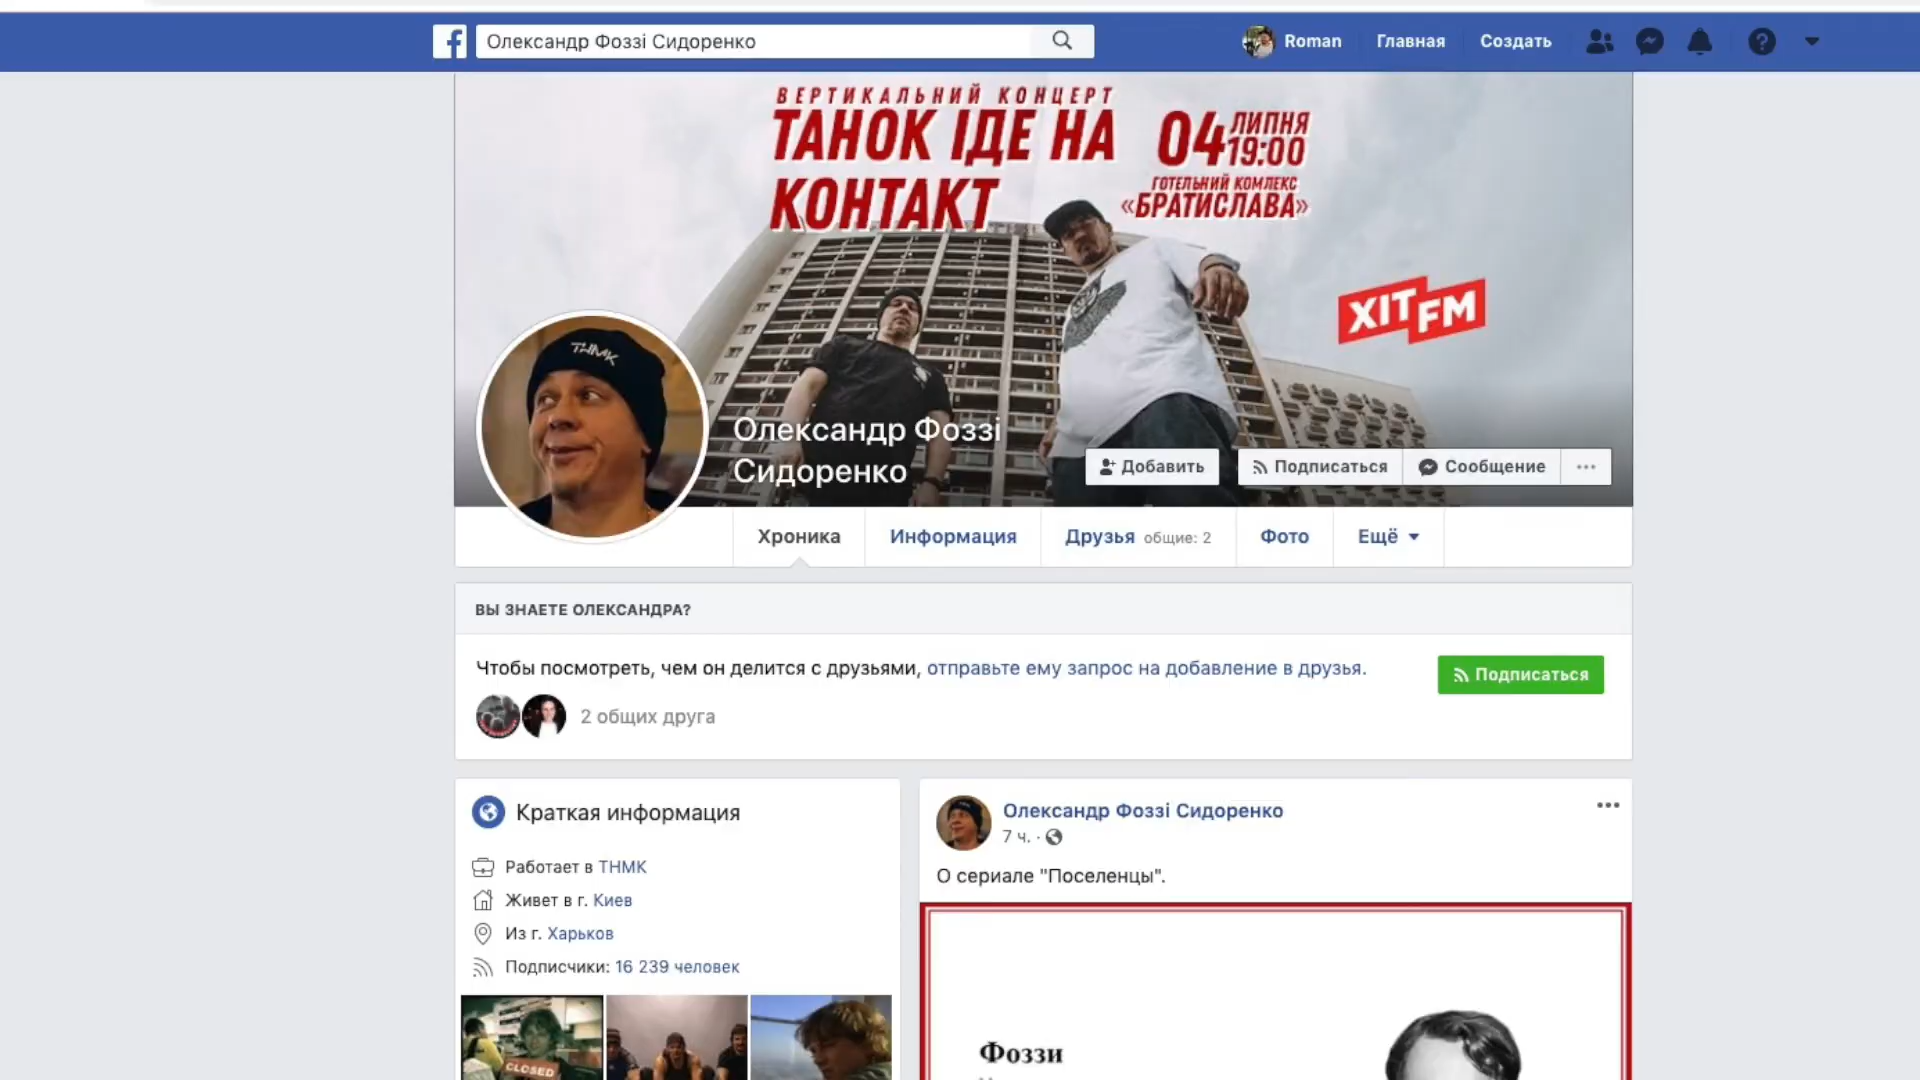 Олександр Фоззі Сидоренко
Roman
Главная
Создать
ВЕРТИКАЛЬНИЙ КОНЦЕРТ
ТАНОК ІДЕ НА
КОНТАКТ
04 ЛИПНЯ
19:00
ГОТЕЛЬНИЙ КОМЛЕКС
«БРАТИСЛАВА»
ХІТ FM
ТНМК
Олександр Фоззі
Сидоренко
Добавить
Подписаться
Сообщение
Хроника
Информация
Друзья общие: 2
Фото
Ещё
ВЫ ЗНАЕТЕ ОЛЕКСАНДРА?
Чтобы посмотреть, чем он делится с друзьями, отправьте ему запрос на добавление в друзья.
Подписаться
2 общих друга
Краткая информация
Работает в ТНМК
Живет в г. Киев
Из г. Харьков
Подписчики: 16 239 человек
CLOSED
Олександр Фоззі Сидоренко
7 ч. ·
О сериале "Поселенцы".
Фоззи